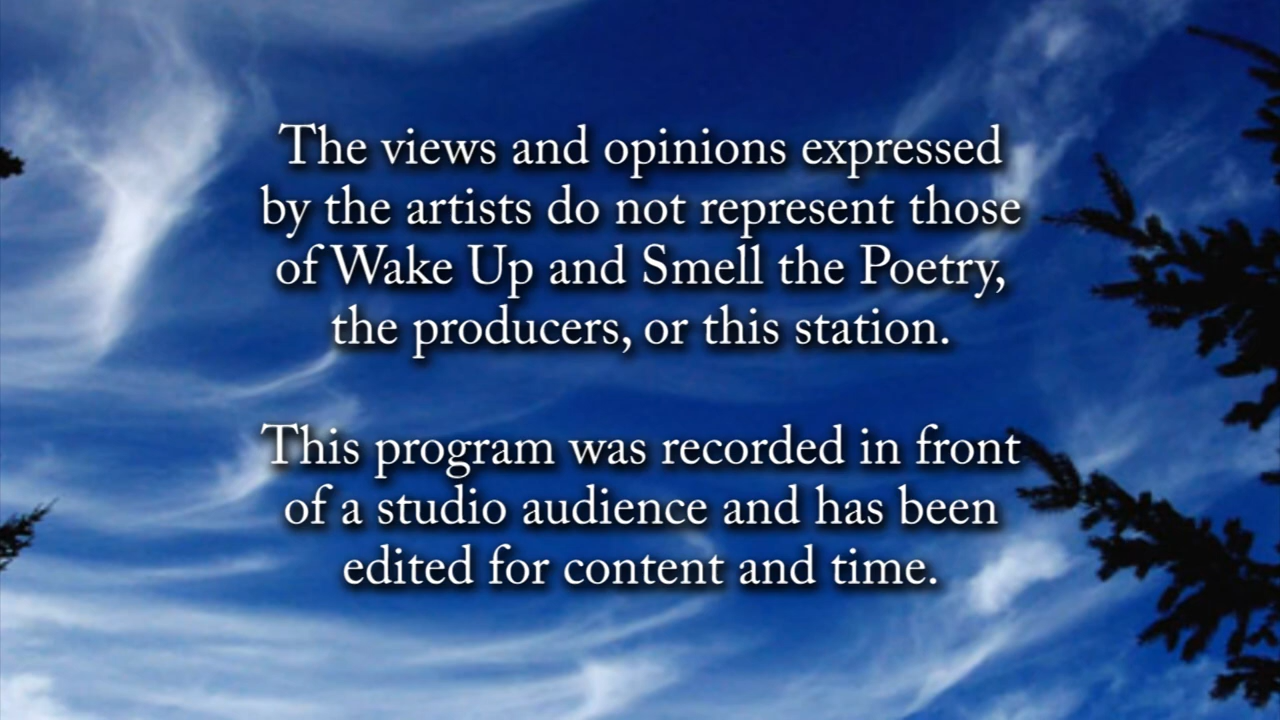 The views and opinions expressed
by the artists do not represent those
of Wake Up and Smell the Poetry,
the producers, or this station.
This program was recorded in front
of a studio audience and has been
edited for content and time.